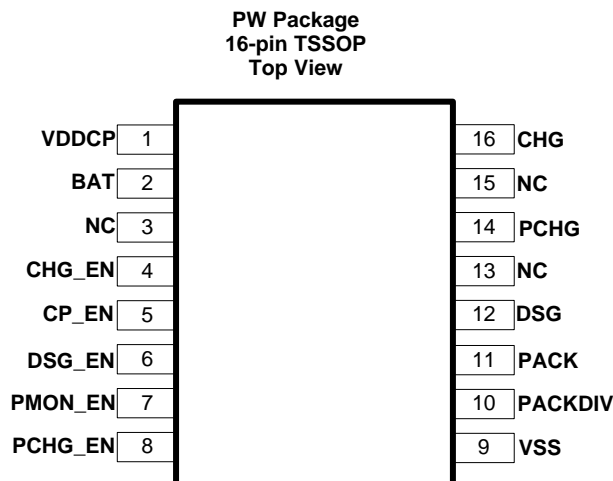 PW Package
16-pin TSSOP
Top View
VDDCP 1 16 CHG
BAT 2 15 NC
NC 3 14 PCHG
CHG_EN 4 13 NC
CP_EN 5 12 DSG
DSG_EN 6 11 PACK
PMON_EN 7 10 PACKDIV
PCHG_EN 8 9 VSS